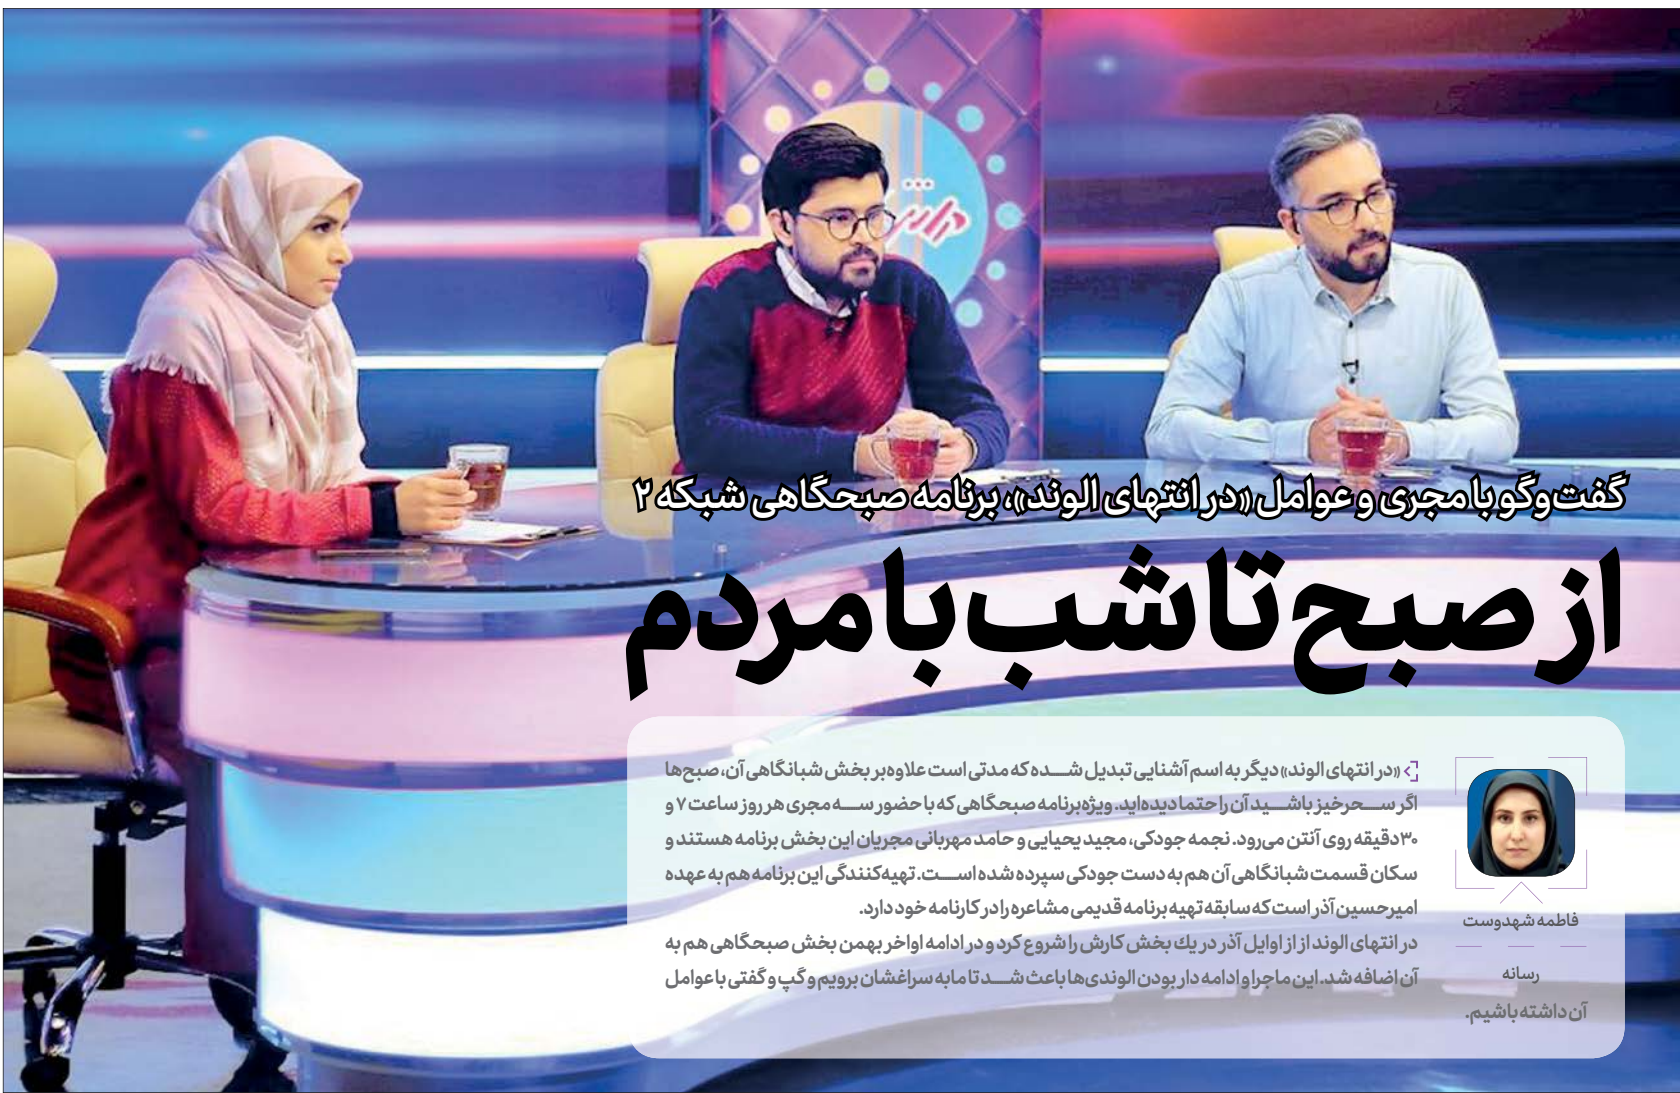 گفت‌وگو با مجری و عوامل «در انتهای الوند»، برنامه صبحگاهی شبکه ۲
از صبح تا شب با مردم
«در انتهای الوند» دیگر به اسم آشنایی تبدیل شده که مدتی است علاوه بر بخش شبانگاهی آن، صبح‌ها
اگر سحرخیز باشید آن را حتما دیده‌اید. ویژه‌برنامه صبحگاهی که با حضور سه مجری هر روز ساعت ۷ و
۳۰ دقیقه روی آنتن می‌رود. نجمه جودکی، مجید یحیایی و حامد مهربانی مجریان این بخش برنامه هستند و
سکان قسمت شبانگاهی آن هم به دست جودکی سپرده شده است. تهیه‌کنندگی این برنامه هم به عهده
امیرحسین آذر است که سابقه تهیه برنامه قدیمی مشاعره را در کارنامه خود دارد.
در انتهای الوند از از اوایل آذر در یك بخش کارش را شروع کرد و در ادامه اواخر بهمن بخش صبحگاهی هم به
آن اضافه شد. این ماجرا و ادامه دار بودن الوندی‌ها باعث شد تا ما به سراغشان برویم و گپ و گفتی با عوامل
آن داشته باشیم.
فاطمه شهدوست
رسانه